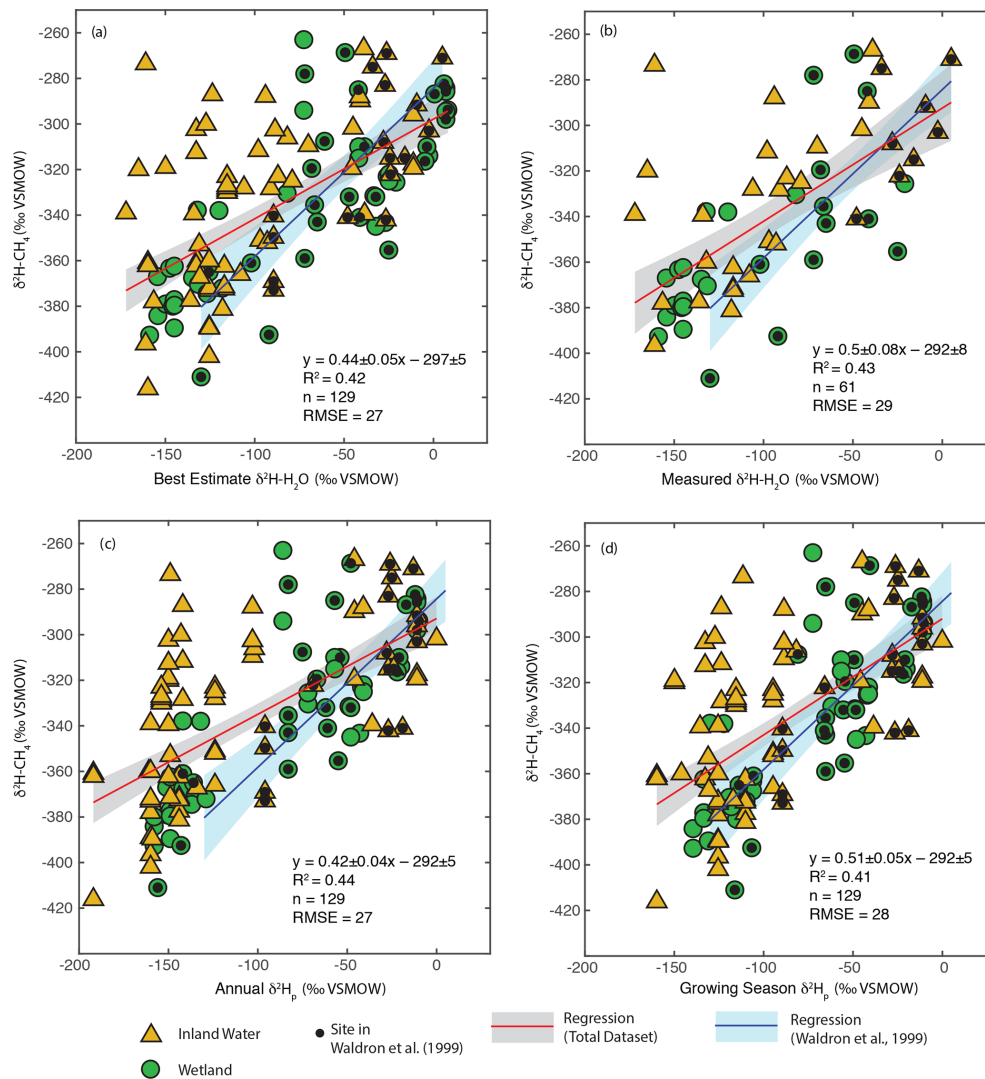 (a)
-260
-280
-300
-320
-340
-360
-380
-400
-420
δ²H-CH₄(‰ VSMOW)
y = 0.44±0.05x − 297±5
R² = 0.42
n = 129
RMSE = 27
-200 -150 -100 -50 0
Best Estimate δ²H-H₂O (‰ VSMOW)
(b)
-260
-280
-300
-320
-340
-360
-380
-400
-420
δ²H-CH₄(‰ VSMOW)
y = 0.5±0.08x − 292±8
R² = 0.43
n = 61
RMSE = 29
-200 -150 -100 -50 0
Measured δ²H-H₂O (‰ VSMOW)
(c)
-260
-280
-300
-320
-340
-360
-380
-400
-420
δ²H-CH₄(‰ VSMOW)
y = 0.42±0.04x − 292±5
R² = 0.44
n = 129
RMSE = 27
-200 -150 -100 -50 0
Annual δ²Hₚ (‰ VSMOW)
(d)
-260
-280
-300
-320
-340
-360
-380
-400
-420
δ²H-CH₄(‰ VSMOW)
y = 0.51±0.05x − 292±5
R² = 0.41
n = 129
RMSE = 28
-200 -150 -100 -50 0
Growing Season δ²Hₚ (‰ VSMOW)
Inland Water
Wetland
Site in
Waldron et al. (1999)
Regression
(Total Dataset)
Regression
(Waldron et al., 1999)